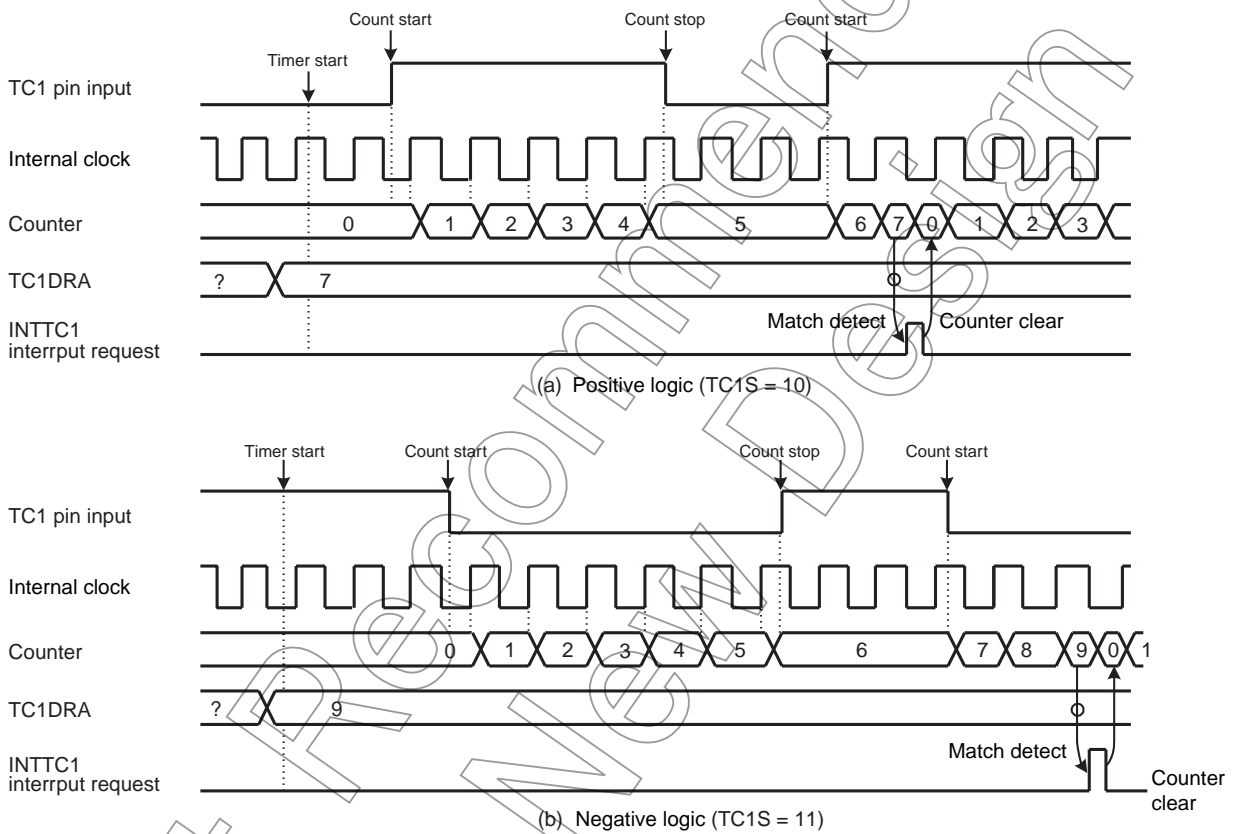 Count start Count stop Count start
Timer start
TC1 pin input
Internal clock
Counter 0 1 2 3 4 5 6 7 0 1 2 3
TC1DRA ? 7
Match detect Counter clear
INTTC1
interrput request
(a) Positive logic (TC1S = 10)
Timer start Count start Count stop Count start
TC1 pin input
Internal clock
Counter 0 1 2 3 4 5 6 7 8 9 0 1
TC1DRA ? 9
Match detect
INTTC1
interrput request
Counter
clear
(b) Negative logic (TC1S = 11)
Recommen
New Design